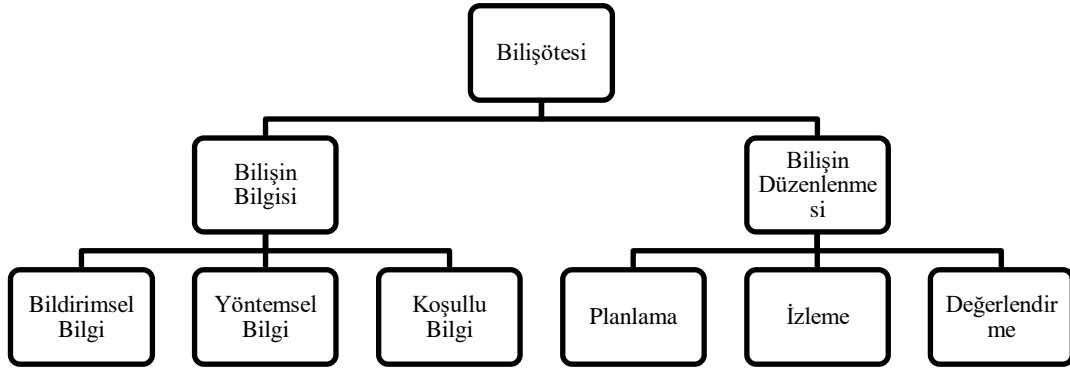 Bilişötesi
Bilişin
Bilgisi
Bilişin
Düzenlenme
si
Bildirimsel
Bilgi
Yöntemsel
Bilgi
Koşullu
Bilgi
Planlama
İzleme
Değerlendir
me